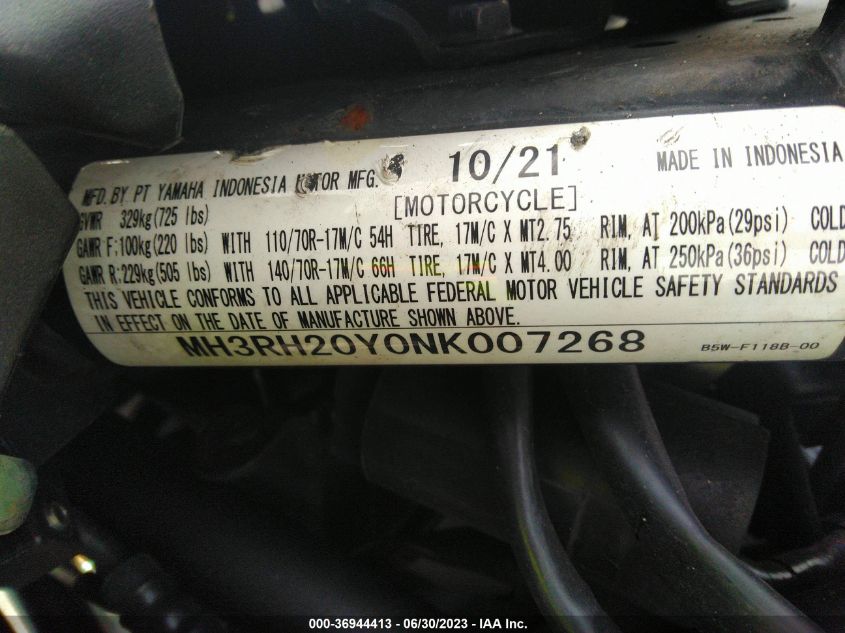 MFD. BY PT YAMAHA INDONESIA MOTOR MFG. 10/21 MADE IN INDONESIA
GVWR 329kg(725 lbs) [MOTORCYCLE]
GAWR F:100kg(220 lbs) WITH 110/70R-17M/C 54H TIRE, 17M/C X MT2.75 RIM, AT 200kPa(29psi) COLD
GAWR R:229kg(505 lbs) WITH 140/70R-17M/C 66H TIRE, 17M/C X MT4.00 RIM, AT 250kPa(36psi) COLD
THIS VEHICLE CONFORMS TO ALL APPLICABLE FEDERAL MOTOR VEHICLE SAFETY STANDARDS
IN EFFECT ON THE DATE OF MANUFACTURE SHOWN ABOVE.
MH3RH20Y0NK007268 B5W-F118B-00
000-36944413 - 06/30/2023 - IAA Inc.